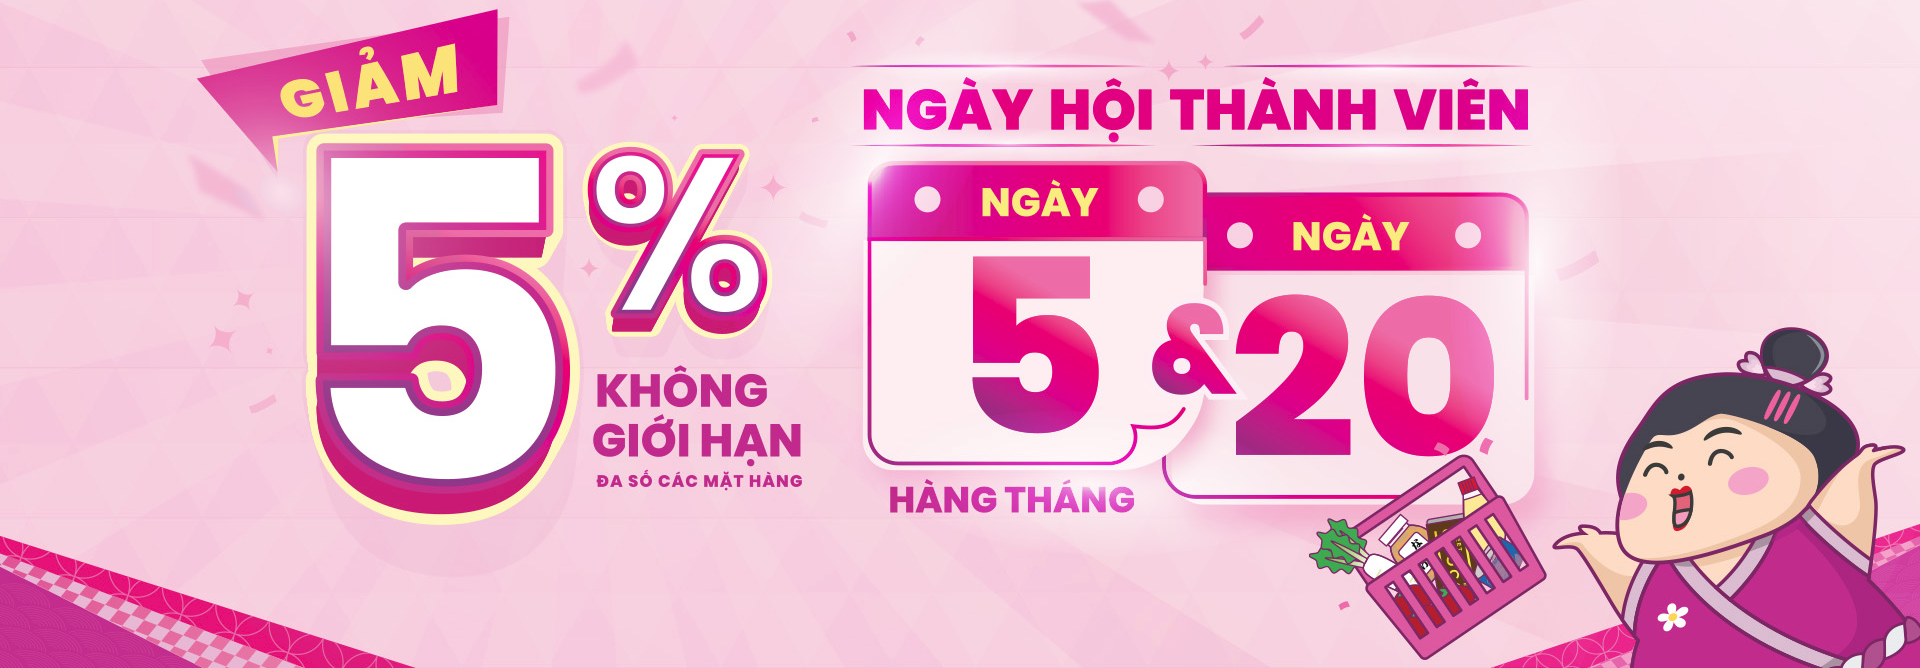 GIẢM
5%
KHÔNG
GIỚI HẠN
ĐA SỐ CÁC MẶT HÀNG
NGÀY HỘI THÀNH VIÊN
NGÀY
5
&
NGÀY
20
HÀNG THÁNG